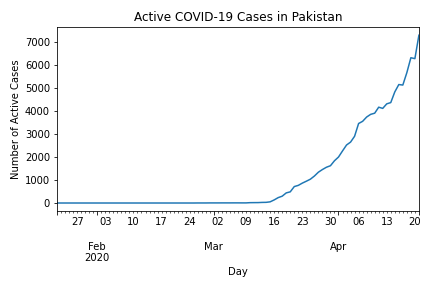 Active COVID-19 Cases in Pakistan
Number of Active Cases
7000
6000
5000
4000
3000
2000
1000
0
27 03 10 17 24 02 09 16 23 30 06 13 20
Feb Mar Apr
2020
Day